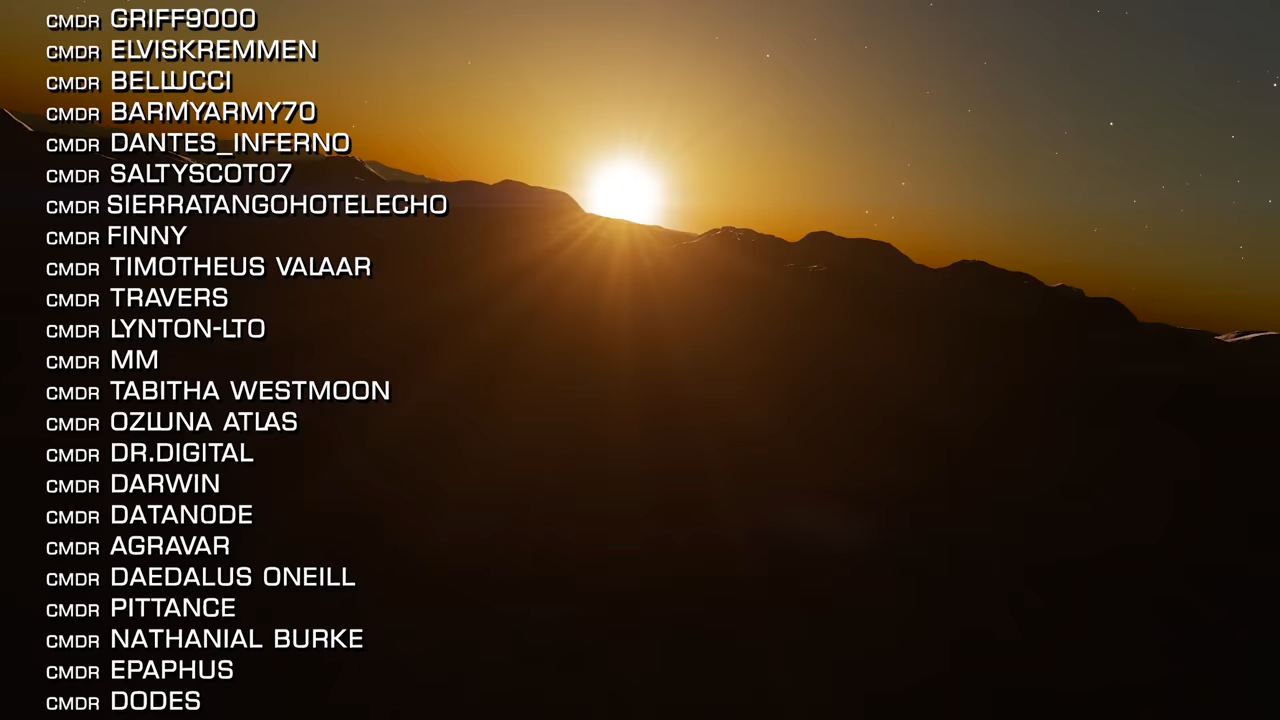 CMDR GRIFF9000
CMDR ELVISKREMMEN
CMDR BELLUCCI
CMDR BARMYARMY70
CMDR DANTES_INFERNO
CMDR SALTYSCOT07
CMDR SIERRATANGOHOTELECHO
CMDR FINNY
CMDR TIMOTHEUS VALAAR
CMDR TRAVERS
CMDR LYNTON-LTO
CMDR MM
CMDR TABITHA WESTMOON
CMDR OZLUNA ATLAS
CMDR DR.DIGITAL
CMDR DARWIN
CMDR DATANODE
CMDR AGRAVAR
CMDR DAEDALUS ONEILL
CMDR PITTANCE
CMDR NATHANIAL BURKE
CMDR EPAPHUS
CMDR DODES